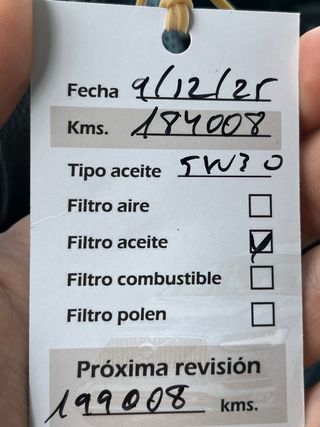 Fecha 9/12/25
Kms. 184008
Tipo aceite 5W30
Filtro aire
Filtro aceite
Filtro combustible
Filtro polen
Próxima revisión
199008 kms.